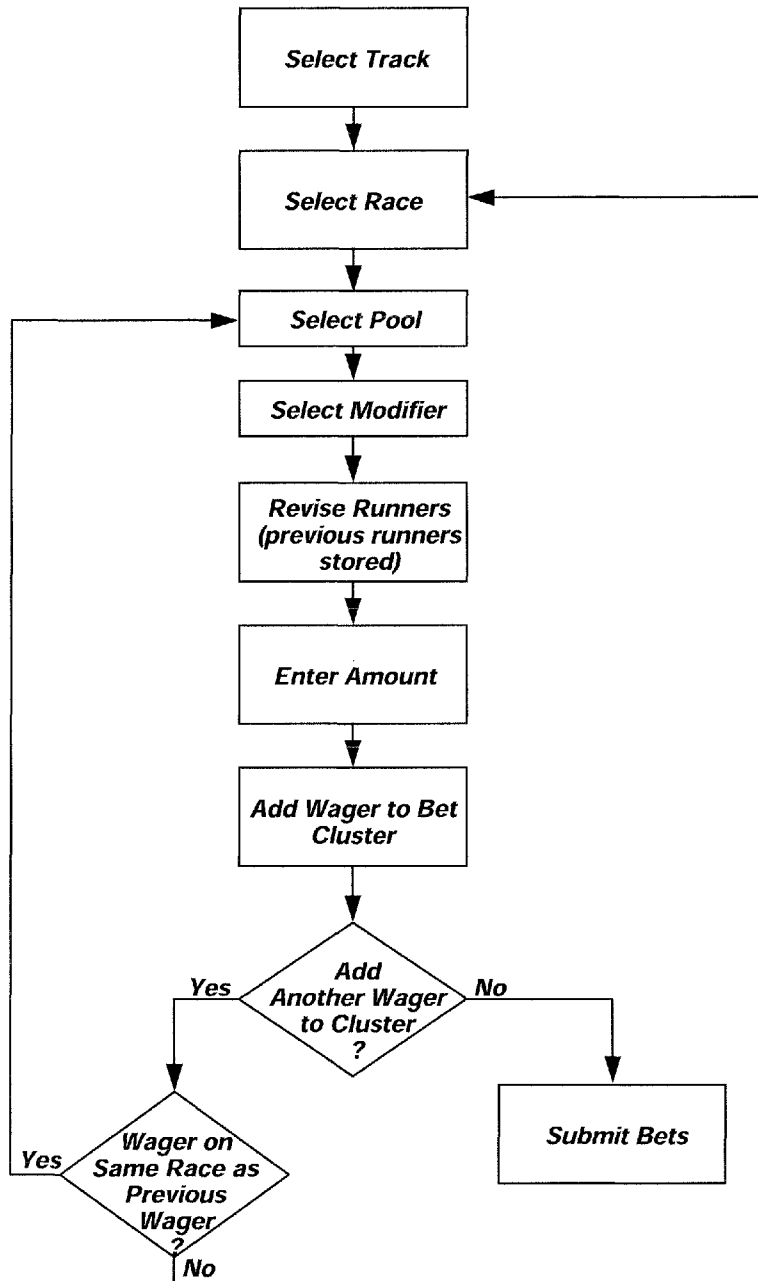 Select Track
Select Race
Select Pool
Select Modifier
Revise Runners
(previous runners
stored)
Enter Amount
Add Wager to Bet
Cluster
Add
Another Wager
to Cluster
?
Yes
No
Submit Bets
Wager on
Same Race as
Previous
Wager
?
Yes
No